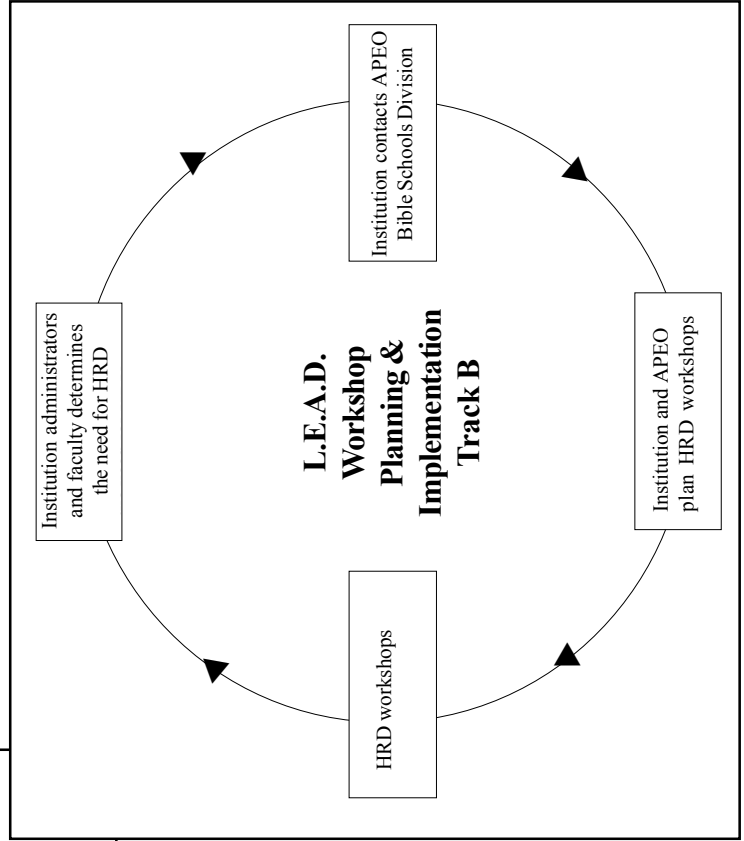 Institution administrators
and faculty determines
the need for HRD
Institution contacts APEO
Bible Schools Division
Institution and APEO
plan HRD workshops
HRD workshops
L.E.A.D.
Workshop
Planning &
Implementation
Track B